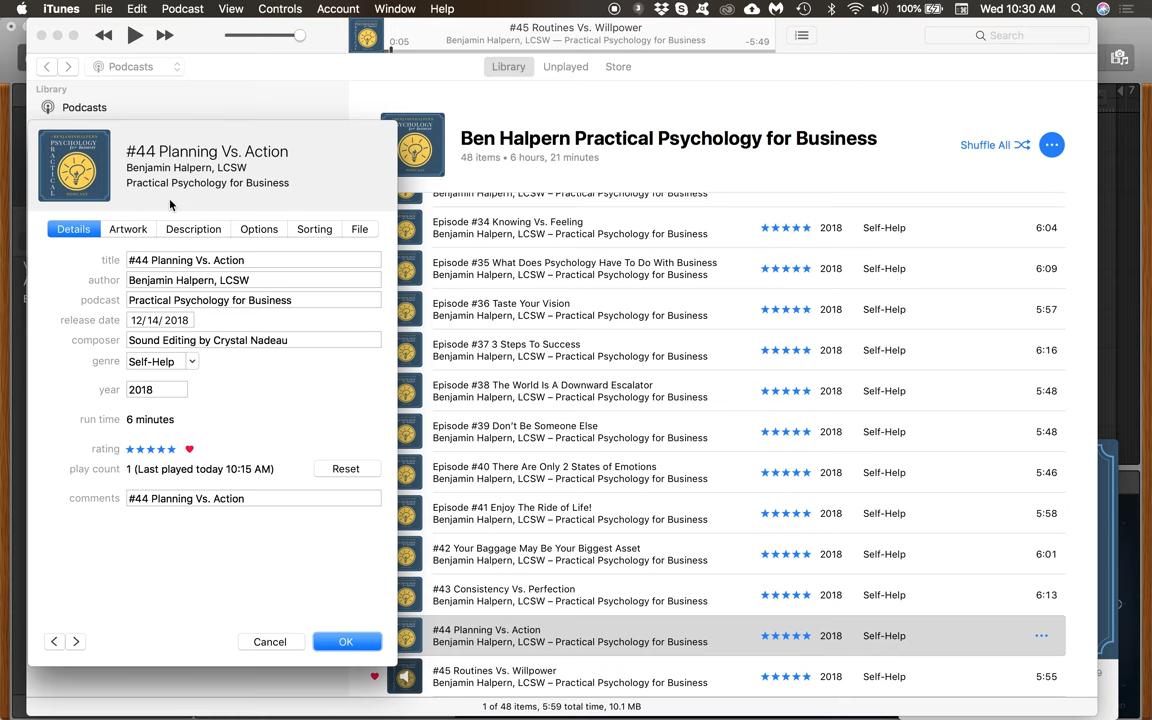 iTunes File Edit Podcast View Controls Account Window Help
3 100% Wed 10:30 AM
#45 Routines Vs. Willpower
0:05 Benjamin Halpern, LCSW — Practical Psychology for Business -5:49
Search
Podcasts
Library Unplayed Store
Library
Podcasts
7
#44 Planning Vs. Action
Benjamin Halpern, LCSW
Practical Psychology for Business
Details Artwork Description Options Sorting File
title #44 Planning Vs. Action
author Benjamin Halpern, LCSW
podcast Practical Psychology for Business
release date 12/14/ 2018
composer Sound Editing by Crystal Nadeau
genre Self-Help
year 2018
run time 6 minutes
rating
play count 1 (Last played today 10:15 AM) Reset
comments #44 Planning Vs. Action
Cancel OK
Ben Halpern Practical Psychology for Business
48 items • 6 hours, 21 minutes
Shuffle All
Benjamin Halpern, LCSW – Practical Psychology for Business
Episode #34 Knowing Vs. Feeling
Benjamin Halpern, LCSW – Practical Psychology for Business
2018 Self-Help 6:04
Episode #35 What Does Psychology Have To Do With Business
Benjamin Halpern, LCSW – Practical Psychology for Business
2018 Self-Help 6:09
Episode #36 Taste Your Vision
Benjamin Halpern, LCSW – Practical Psychology for Business
2018 Self-Help 5:57
Episode #37 3 Steps To Success
Benjamin Halpern, LCSW – Practical Psychology for Business
2018 Self-Help 6:16
Episode #38 The World Is A Downward Escalator
Benjamin Halpern, LCSW – Practical Psychology for Business
2018 Self-Help 5:48
Episode #39 Don't Be Someone Else
Benjamin Halpern, LCSW – Practical Psychology for Business
2018 Self-Help 5:48
Episode #40 There Are Only 2 States of Emotions
Benjamin Halpern, LCSW – Practical Psychology for Business
2018 Self-Help 5:46
Episode #41 Enjoy The Ride of Life!
Benjamin Halpern, LCSW – Practical Psychology for Business
2018 Self-Help 5:58
#42 Your Baggage May Be Your Biggest Asset
Benjamin Halpern, LCSW – Practical Psychology for Business
2018 Self-Help 6:01
#43 Consistency Vs. Perfection
Benjamin Halpern, LCSW – Practical Psychology for Business
2018 Self-Help 6:13
#44 Planning Vs. Action
Benjamin Halpern, LCSW – Practical Psychology for Business
2018 Self-Help
#45 Routines Vs. Willpower
Benjamin Halpern, LCSW – Practical Psychology for Business
2018 Self-Help 5:55
1 of 48 items, 5:59 total time, 10.1 MB